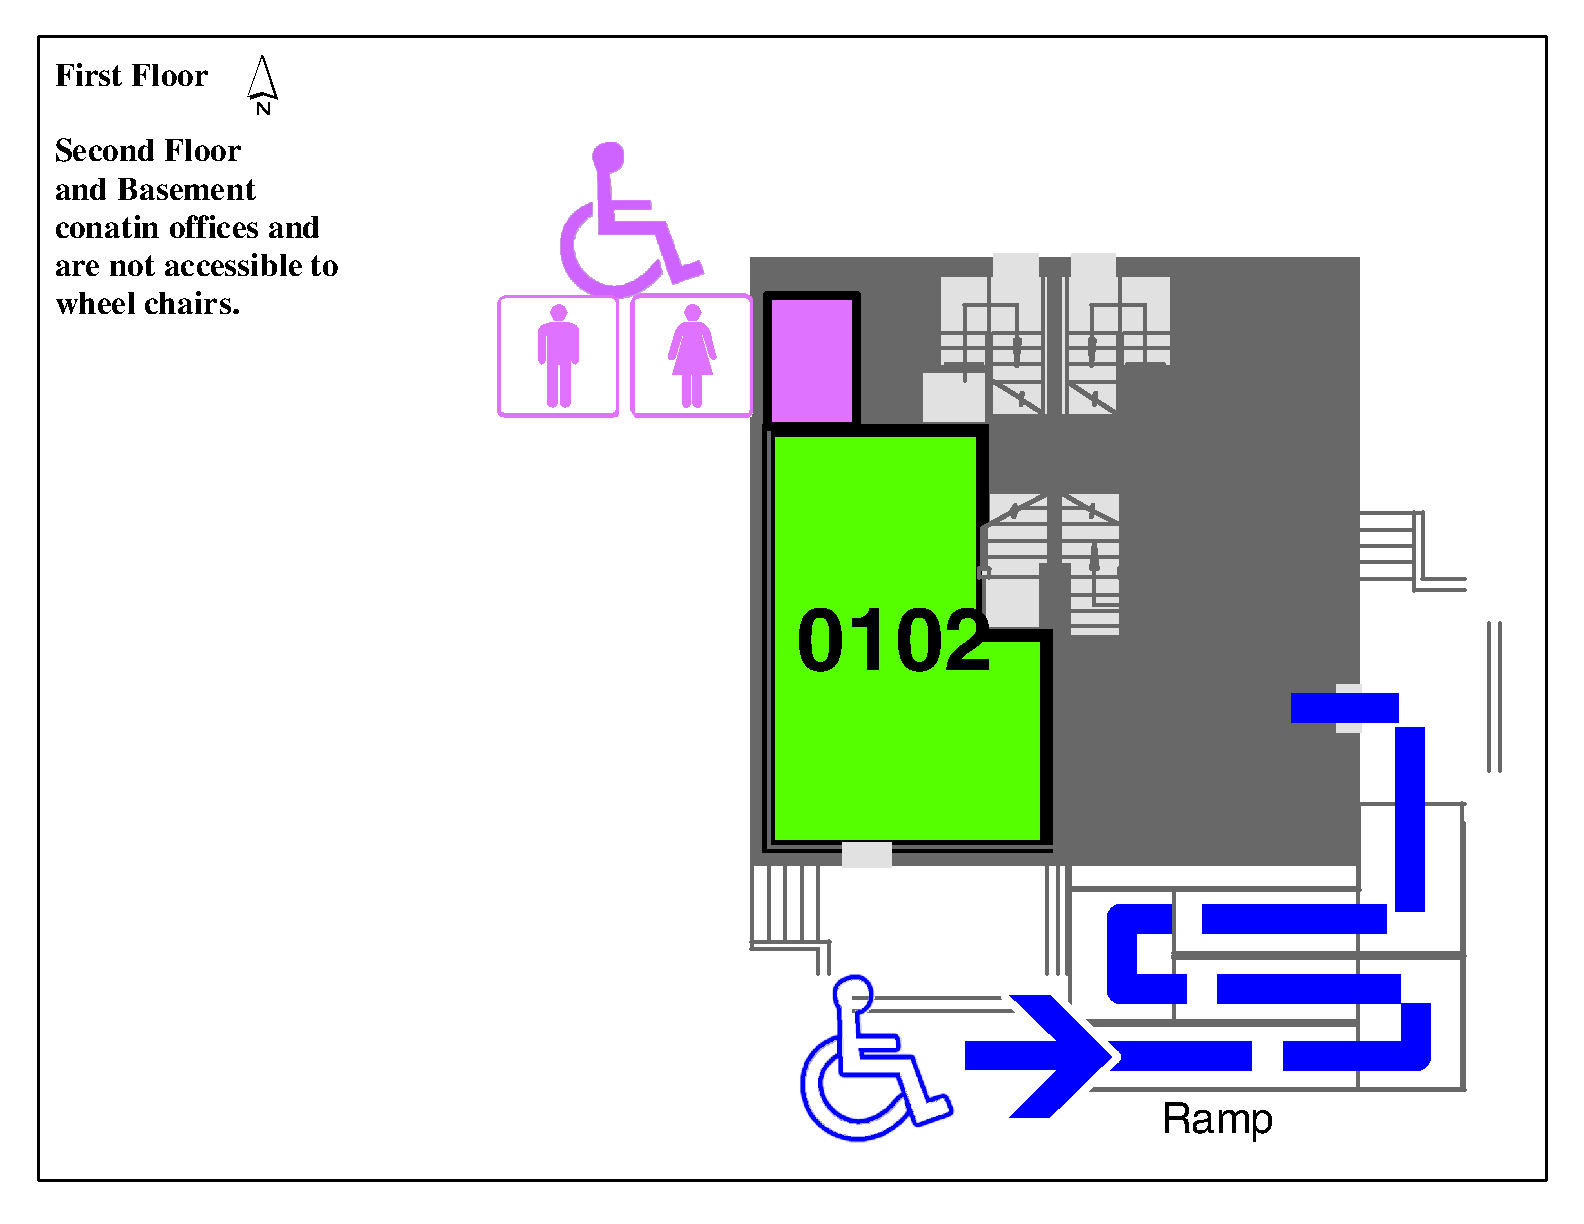 First Floor
N
Second Floor
and Basement
conatin offices and
are not accessible to
wheel chairs.
0102
Ramp